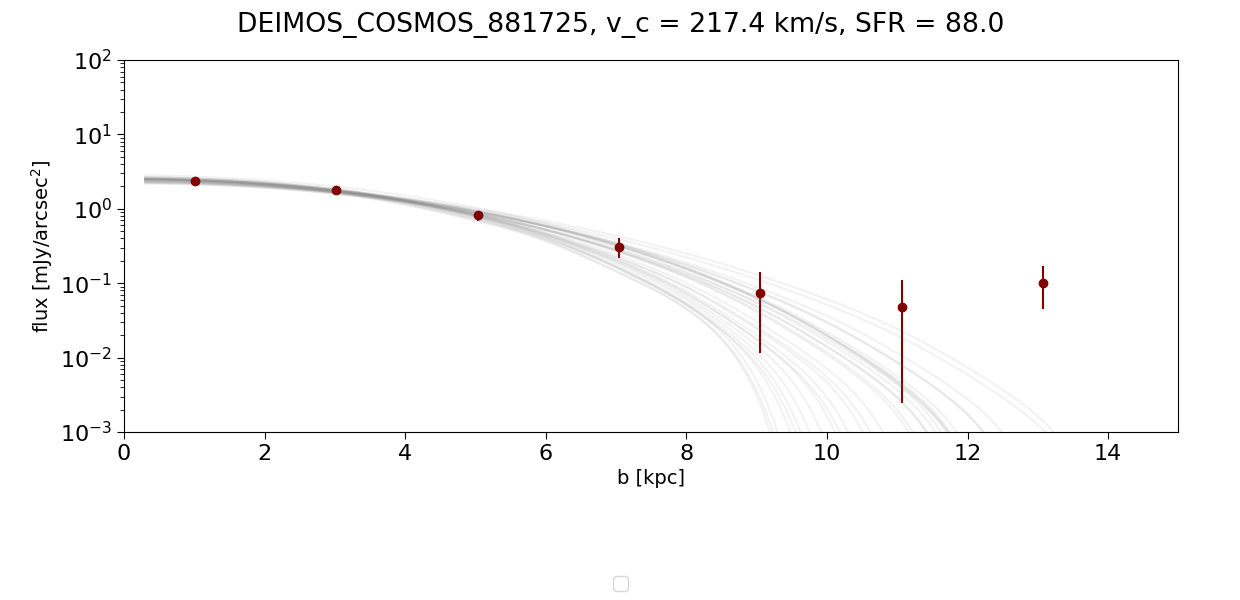 DEIMOS_COSMOS_881725, v_c = 217.4 km/s, SFR = 88.0
10²
10¹
10⁰
10⁻¹
10⁻²
10⁻³
flux [mJy/arcsec²]
0 2 4 6 8 10 12 14
b [kpc]